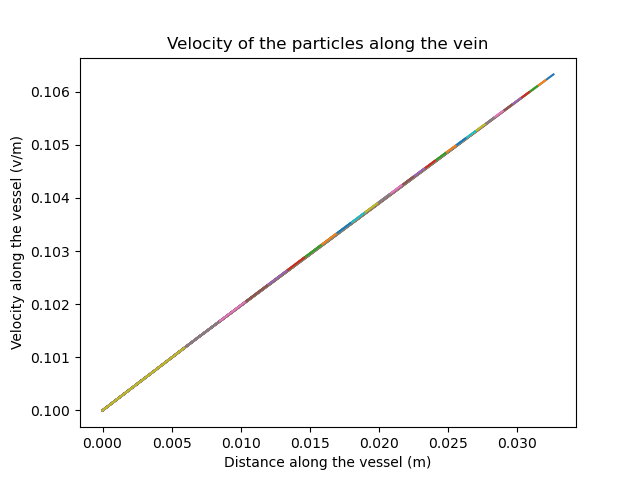 Velocity of the particles along the vein
0.106
0.105
0.104
0.103
0.102
0.101
0.100
Velocity along the vessel (v/m)
0.000 0.005 0.010 0.015 0.020 0.025 0.030
Distance along the vessel (m)